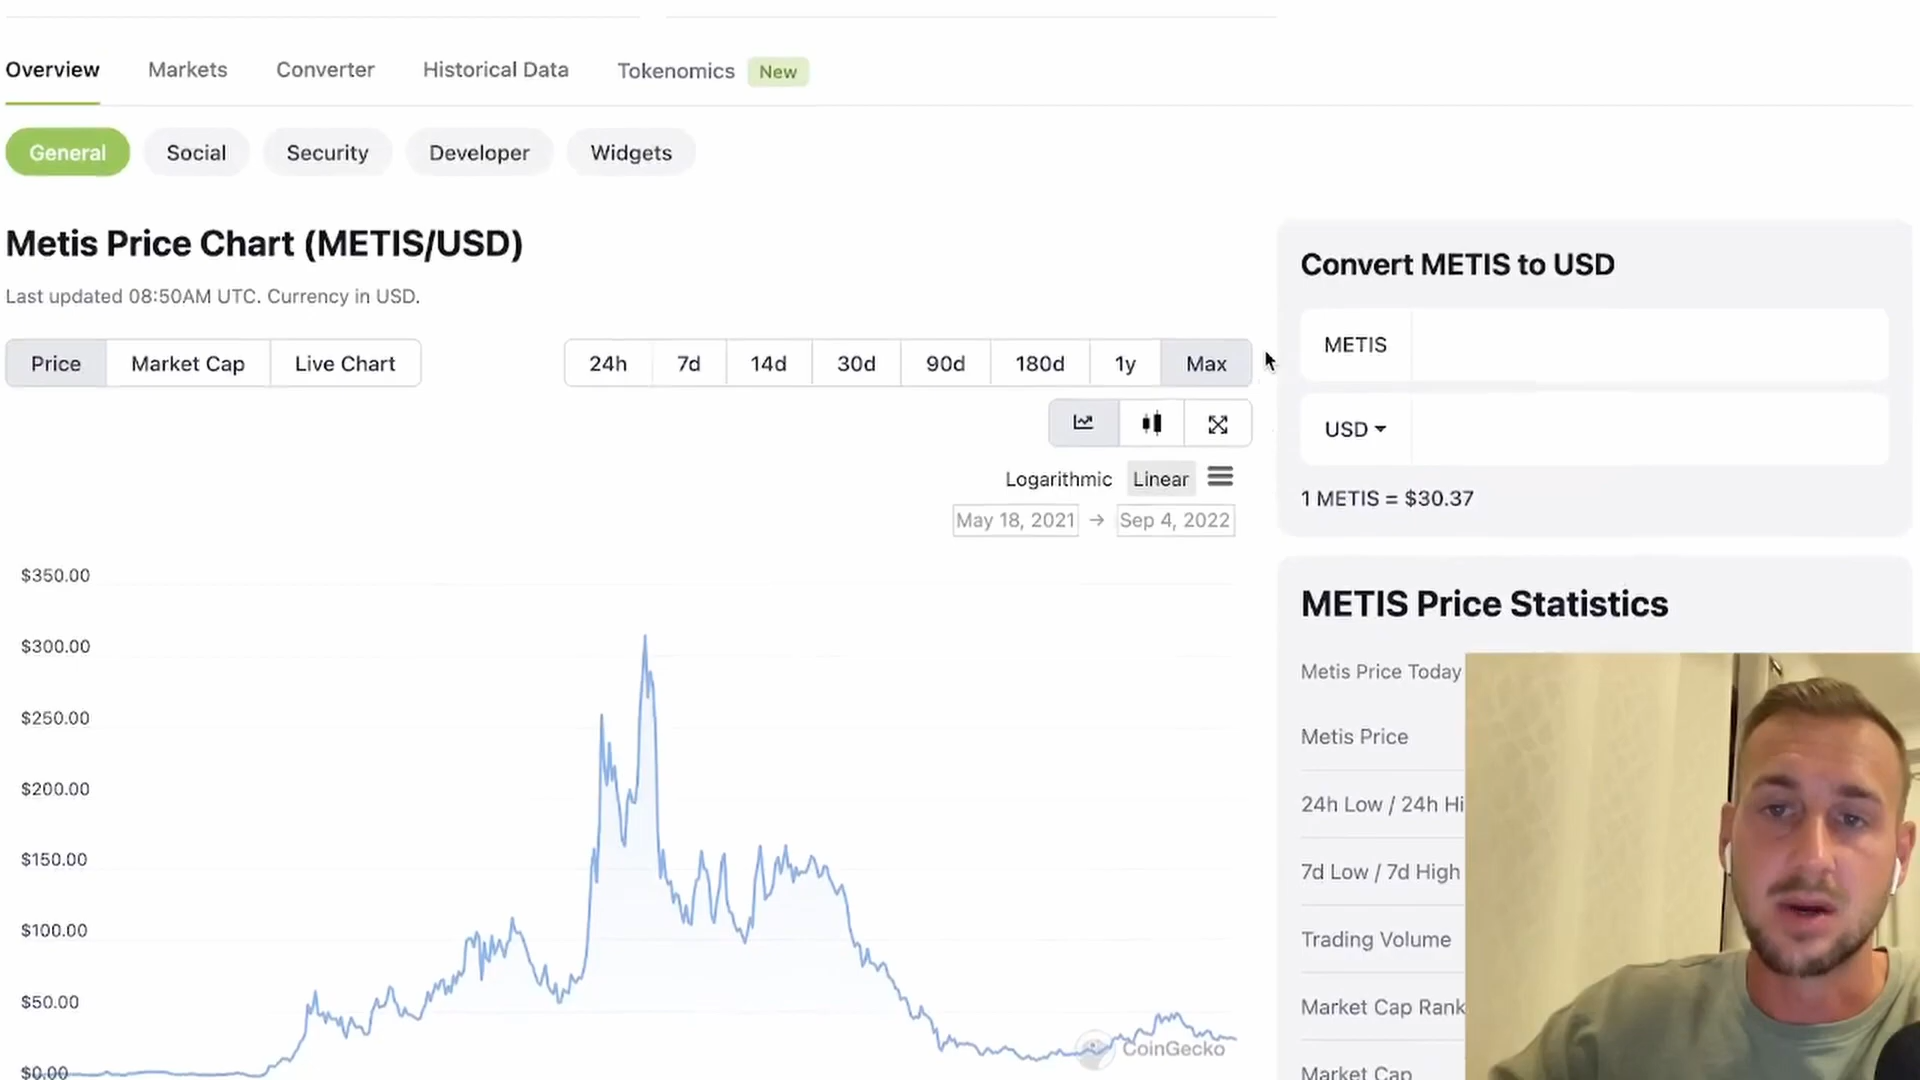 Overview Markets Converter Historical Data Tokenomics New
General Social Security Developer Widgets
Metis Price Chart (METIS/USD)
Last updated 08:50AM UTC. Currency in USD.
Price Market Cap Live Chart 24h 7d 14d 30d 90d 180d 1y Max
Logarithmic Linear
May 18, 2021 → Sep 4, 2022
$350.00
$300.00
$250.00
$200.00
$150.00
$100.00
$50.00
$0.00
CoinGecko
Convert METIS to USD
METIS
USD
1 METIS = $30.37
METIS Price Statistics
Metis Price Today
Metis Price
24h Low / 24h Hi
7d Low / 7d High
Trading Volume
Market Cap Rank
Market Cap